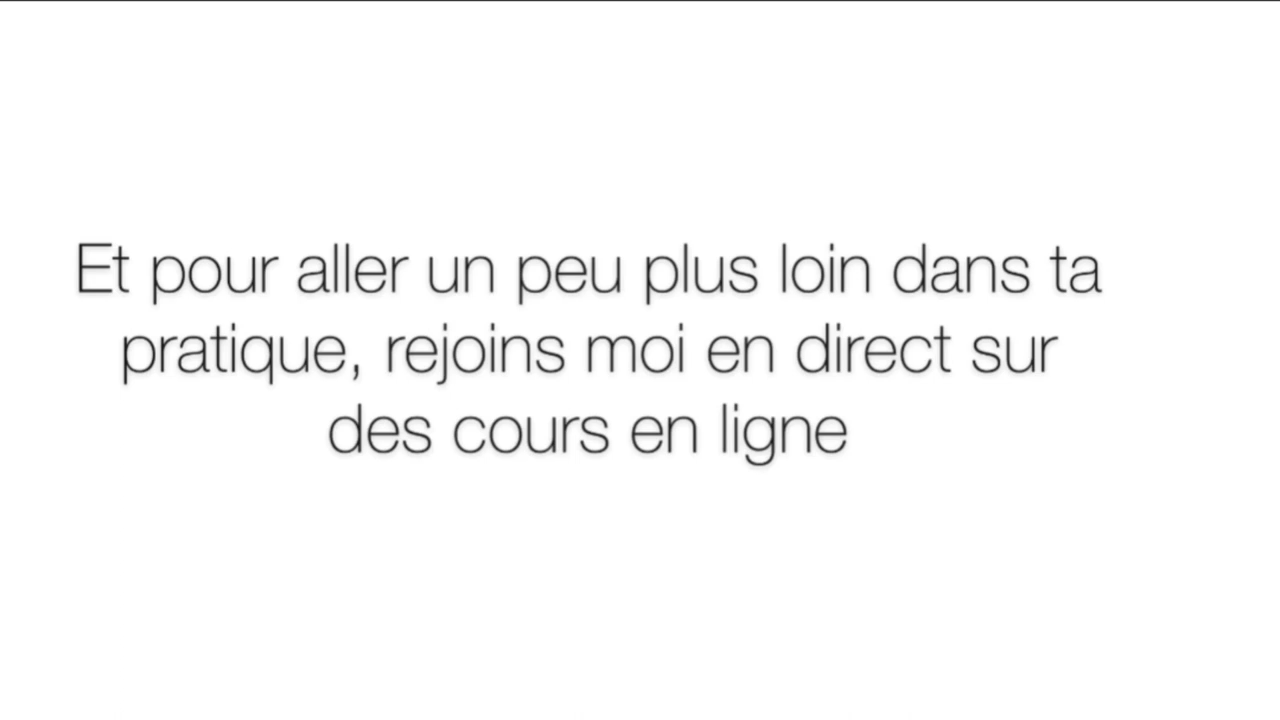 Et pour aller un peu plus loin dans ta
pratique, rejoins moi en direct sur
des cours en ligne